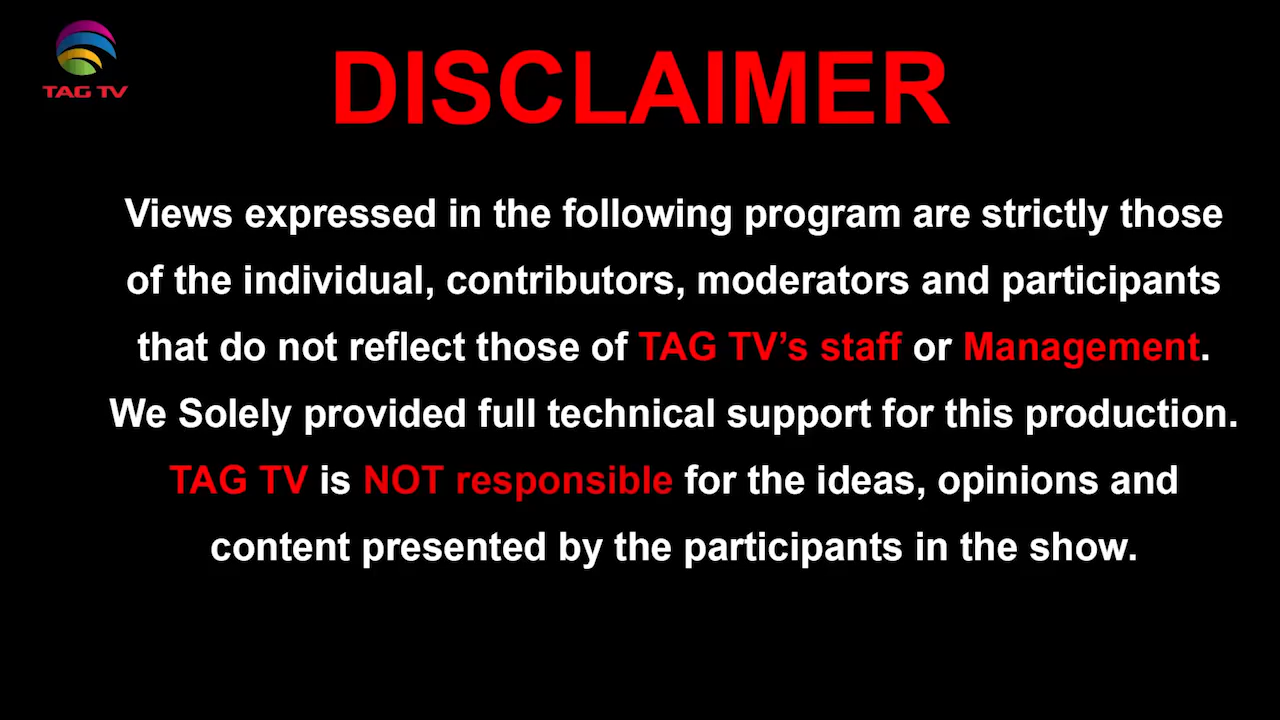 TAG TV
DISCLAIMER
Views expressed in the following program are strictly those
of the individual, contributors, moderators and participants
that do not reflect those of TAG TV’s staff or Management.
We Solely provided full technical support for this production.
TAG TV is NOT responsible for the ideas, opinions and
content presented by the participants in the show.